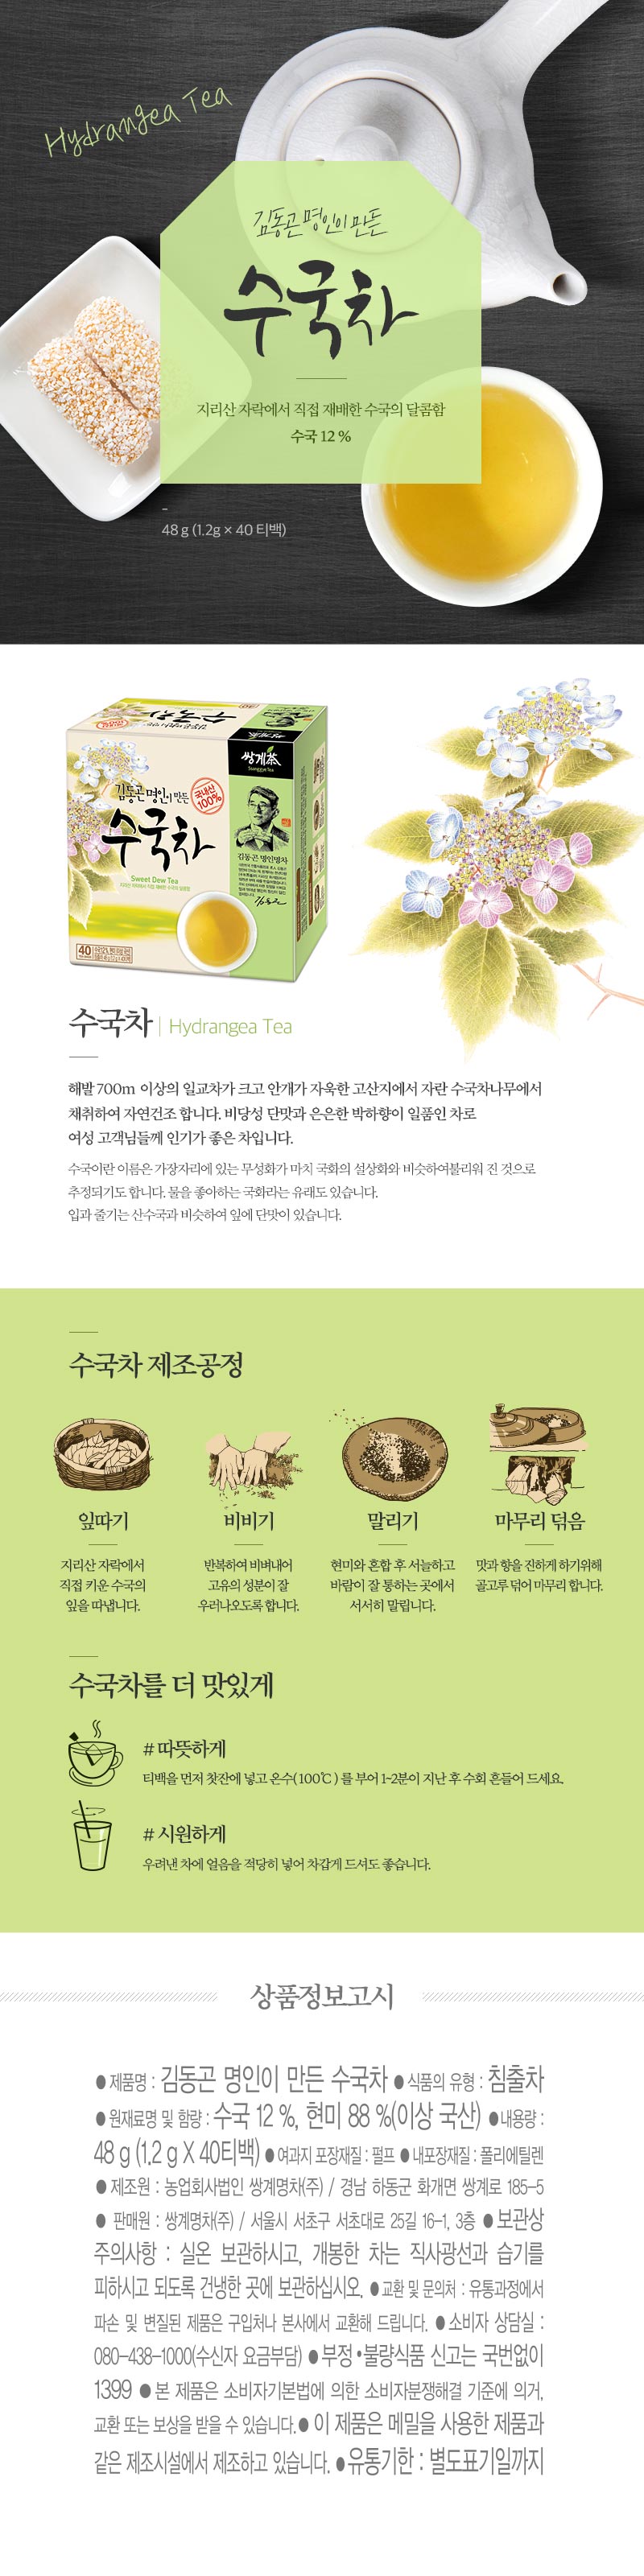 Hydrangea Tea
김동곤 명인이 만든
수국차
지리산 자락에서 직접 재배한 수국의 달콤함
수국 12 %
-
48 g (1.2g × 40 티백)
수국차
쌍계茶
Ssanggye Tea
김동곤 명인이 만든
국내산
100%
수국차
김동곤 명인명차
Sweet Dew Tea
지리산 자락에서 직접 재배한 수국의 달콤함
40
수국차 | Hydrangea Tea
해발 700m 이상의 일교차가 크고 안개가 자욱한 고산지에서 자란 수국차나무에서
채취하여 자연건조 합니다. 비당성 단맛과 은은한 박하향이 일품인 차로
여성 고객님들께 인기가 좋은 차입니다.
수국이란 이름은 가장자리에 있는 무성화가 마치 국화의 설상화와 비슷하여불리워 진 것으로
추정되기도 합니다. 물을 좋아하는 국화라는 유래도 있습니다.
입과 줄기는 산수국과 비슷하여 잎에 단맛이 있습니다.
수국차 제조공정
잎따기
지리산 자락에서
직접 키운 수국의
잎을 따냅니다.
비비기
반복하여 비벼내어
고유의 성분이 잘
우러나오도록 합니다.
말리기
현미와 혼합 후 서늘하고
바람이 잘 통하는 곳에서
서서히 말립니다.
마무리 덖음
맛과 향을 진하게 하기위해
골고루 덖어 마무리 합니다.
수국차를 더 맛있게
# 따뜻하게
티백을 먼저 찻잔에 넣고 온수( 100℃ ) 를 부어 1~2분이 지난 후 수회 흔들어 드세요.
# 시원하게
우려낸 차에 얼음을 적당히 넣어 차갑게 드셔도 좋습니다.
상품정보고시
● 제품명 : 김동곤 명인이 만든 수국차 ● 식품의 유형 : 침출차
● 원재료명 및 함량 : 수국 12 %, 현미 88 %(이상 국산) ● 내용량 :
48 g (1.2 g X 40티백) ● 여과지 포장재질 : 펄프 ● 내포장재질 : 폴리에틸렌
● 제조원 : 농업회사법인 쌍계명차(주) / 경남 하동군 화개면 쌍계로 185-5
● 판매원 : 쌍계명차(주) / 서울시 서초구 서초대로 25길 16-1, 3층 ● 보관상
주의사항 : 실온 보관하시고, 개봉한 차는 직사광선과 습기를
피하시고 되도록 건냉한 곳에 보관하십시오. ● 교환 및 문의처 : 유통과정에서
파손 및 변질된 제품은 구입처나 본사에서 교환해 드립니다. ● 소비자 상담실 :
080-438-1000(수신자 요금부담) ● 부정•불량식품 신고는 국번없이
1399 ● 본 제품은 소비자기본법에 의한 소비자분쟁해결 기준에 의거,
교환 또는 보상을 받을 수 있습니다. ● 이 제품은 메밀을 사용한 제품과
같은 제조시설에서 제조하고 있습니다. ● 유통기한 : 별도표기일까지